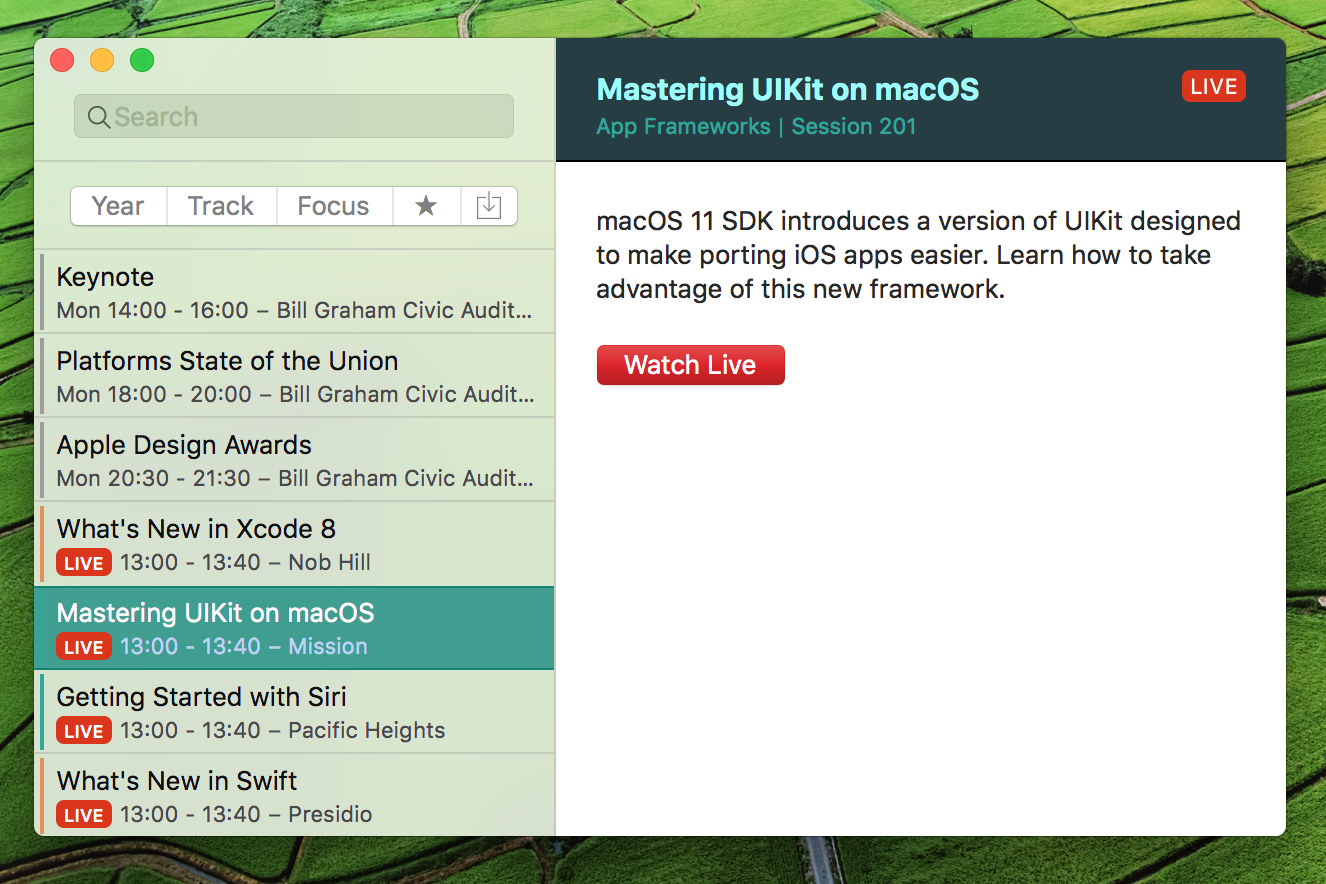 Search
Year Track Focus
Keynote
Mon 14:00 - 16:00 – Bill Graham Civic Audit...
Platforms State of the Union
Mon 18:00 - 20:00 – Bill Graham Civic Audit...
Apple Design Awards
Mon 20:30 - 21:30 – Bill Graham Civic Audit...
What's New in Xcode 8
LIVE 13:00 - 13:40 – Nob Hill
Mastering UIKit on macOS
LIVE 13:00 - 13:40 – Mission
Getting Started with Siri
LIVE 13:00 - 13:40 – Pacific Heights
What's New in Swift
LIVE 13:00 - 13:40 – Presidio
Mastering UIKit on macOS
LIVE
App Frameworks | Session 201
macOS 11 SDK introduces a version of UIKit designed
to make porting iOS apps easier. Learn how to take
advantage of this new framework.
Watch Live